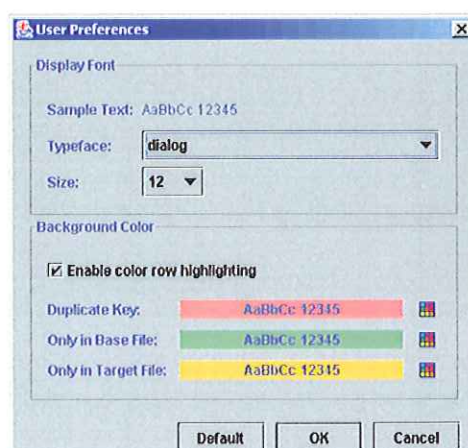 User Preferences
Display Font
Sample Text: AaBbCc 12345
Typeface: dialog
Size: 12
Background Color
Enable color row highlighting
Duplicate Key: AaBbCc 12345
Only in Base File: AaBbCc 12345
Only in Target File: AaBbCc 12345
Default OK Cancel